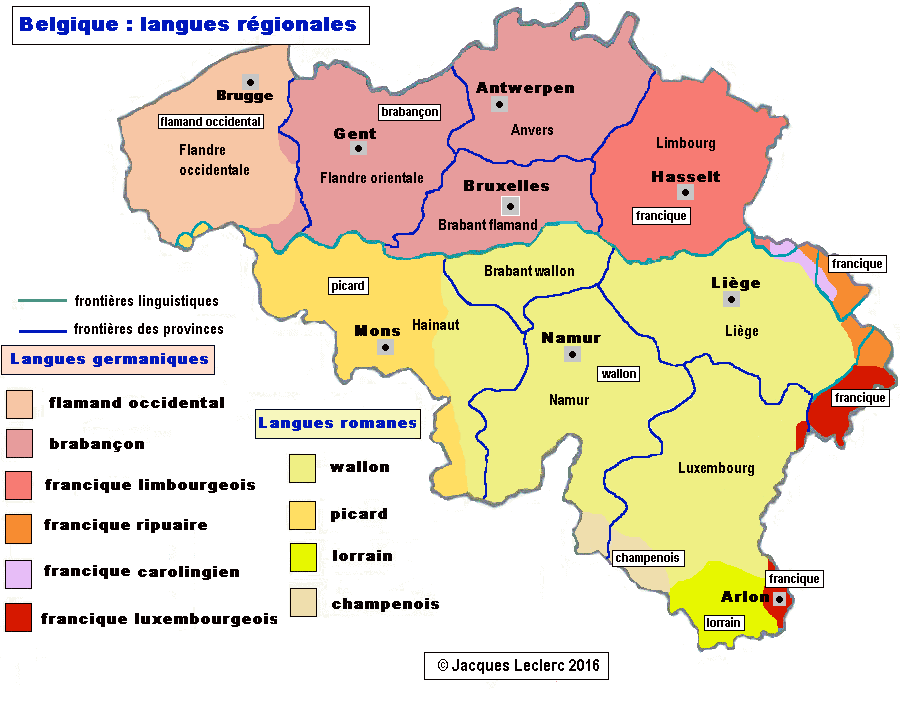 Belgique : langues régionales
Brugge
flamand occidental
Flandre
occidentale
Gent
brabançon
Flandre orientale
Antwerpen
Anvers
Bruxelles
Brabant flamand
Limbourg
Hasselt
francique
francique
picard
Brabant wallon
Liège
Liège
Mons
Hainaut
Namur
wallon
Namur
francique
Luxembourg
champenois
francique
Arlon
lorrain
frontières linguistiques
frontières des provinces
Langues germaniques
flamand occidental
brabançon
francique limbourgeois
francique ripuaire
francique carolingien
francique luxembourgeois
Langues romanes
wallon
picard
lorrain
champenois
© Jacques Leclerc 2016